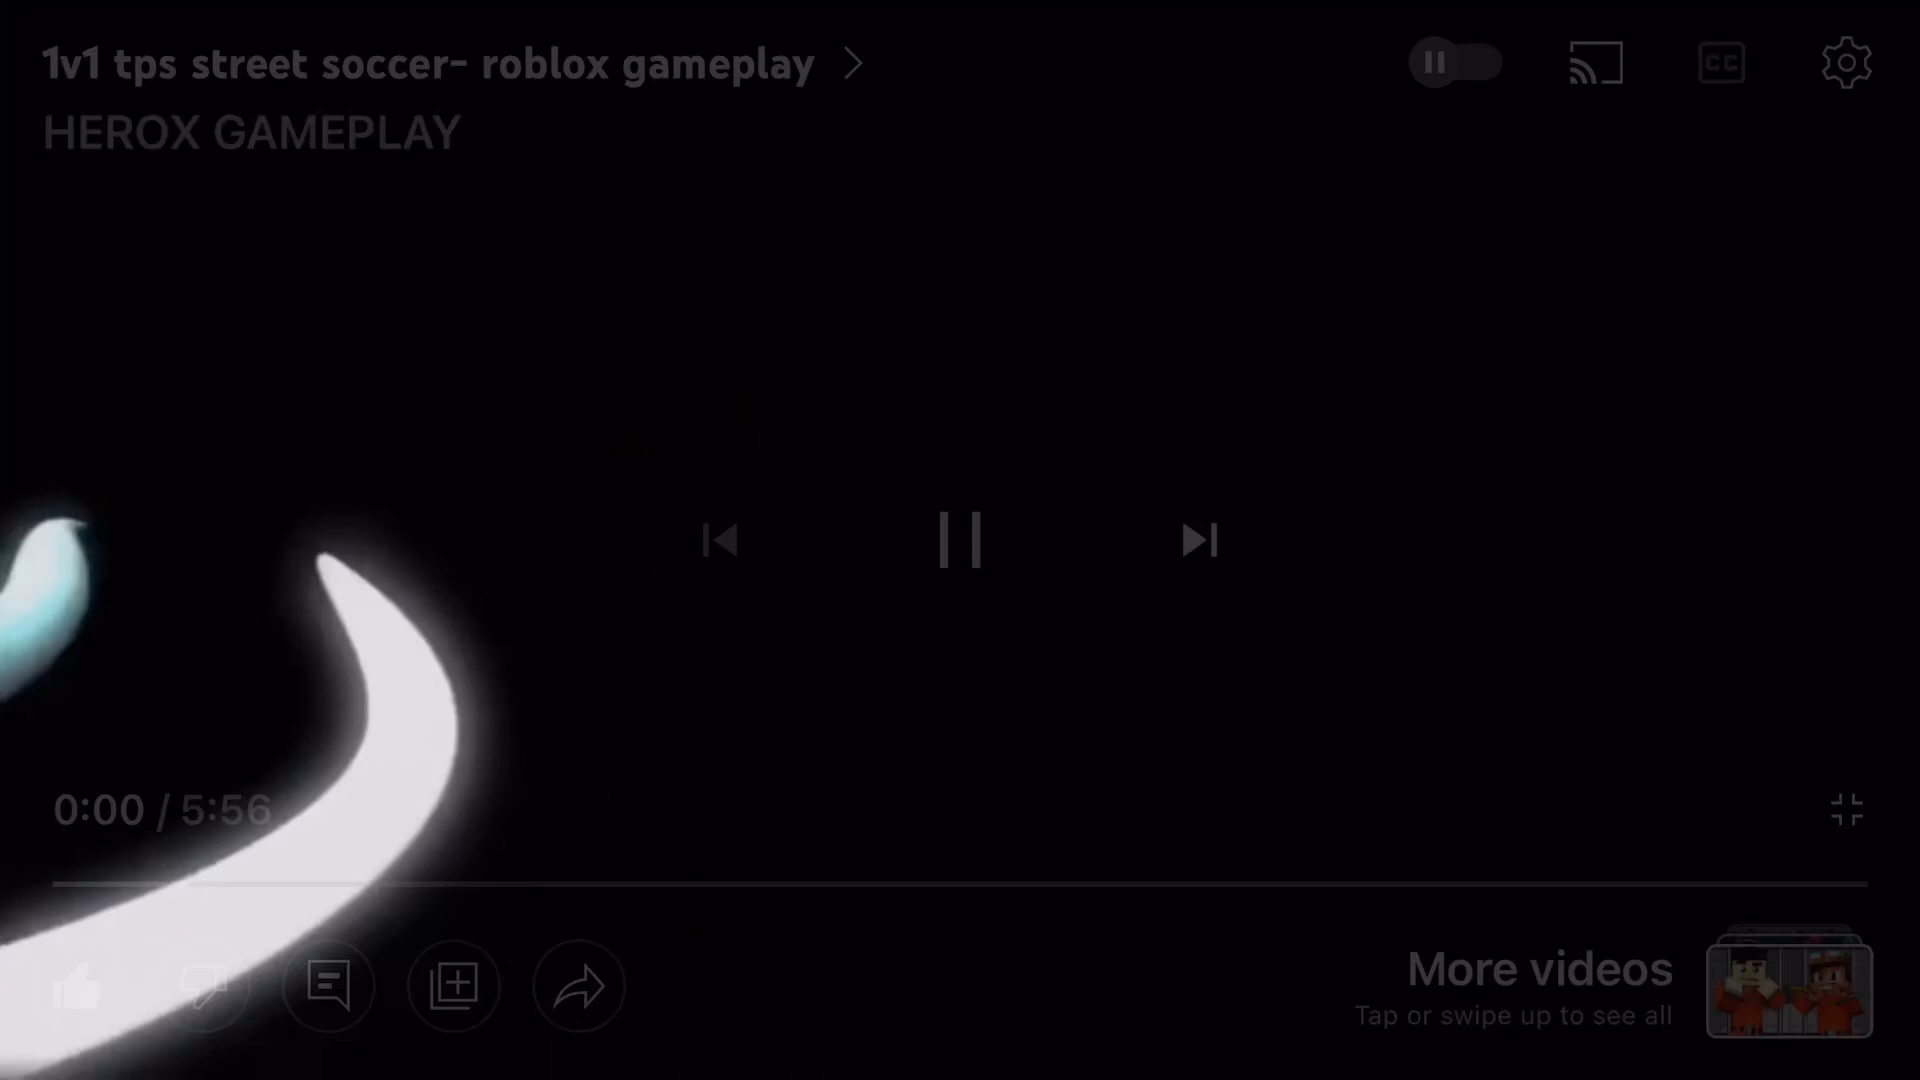 1v1 tps street soccer- roblox gameplay
HEROX GAMEPLAY
CC
0:00 / 5:56
More videos
Tap or swipe up to see all